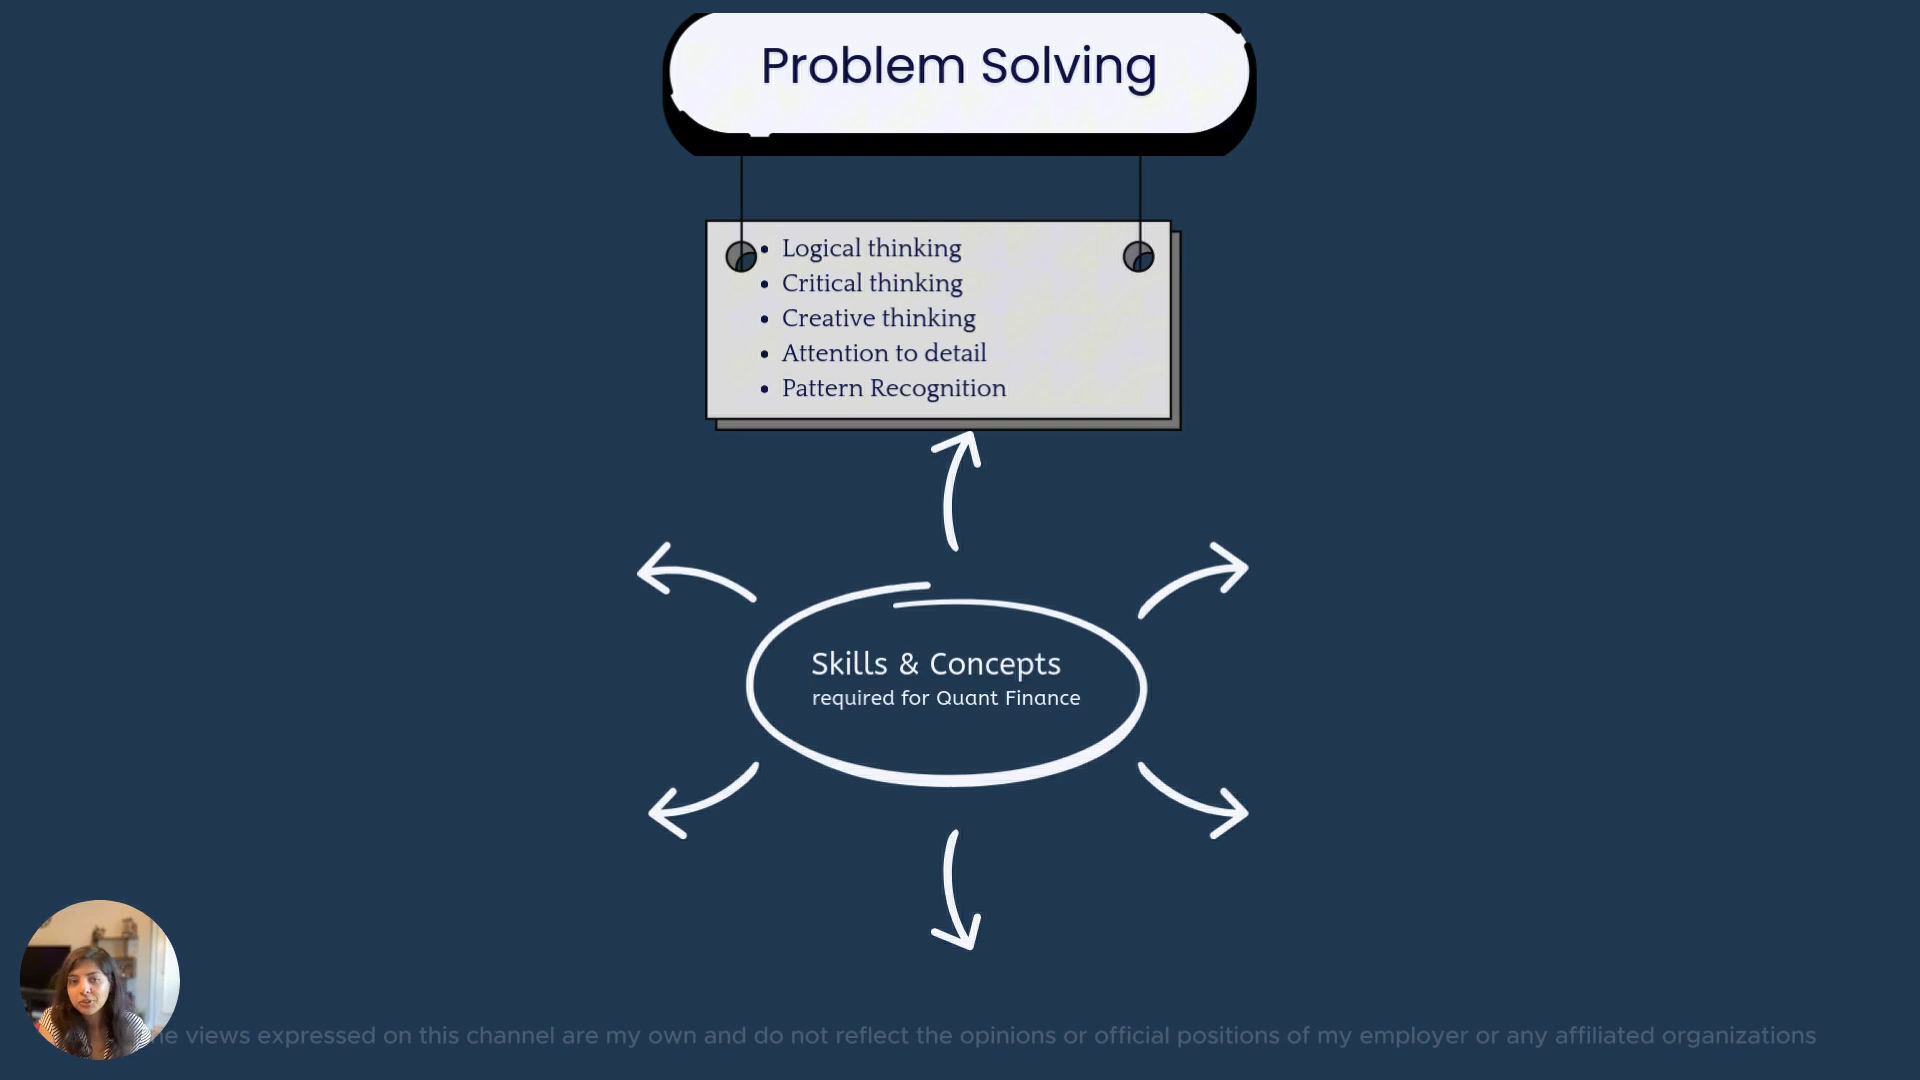 Problem Solving
• Logical thinking
• Critical thinking
• Creative thinking
• Attention to detail
• Pattern Recognition
Skills & Concepts
required for Quant Finance
views expressed on this channel are my own and do not reflect the opinions or official positions of my employer or any affiliated organizations